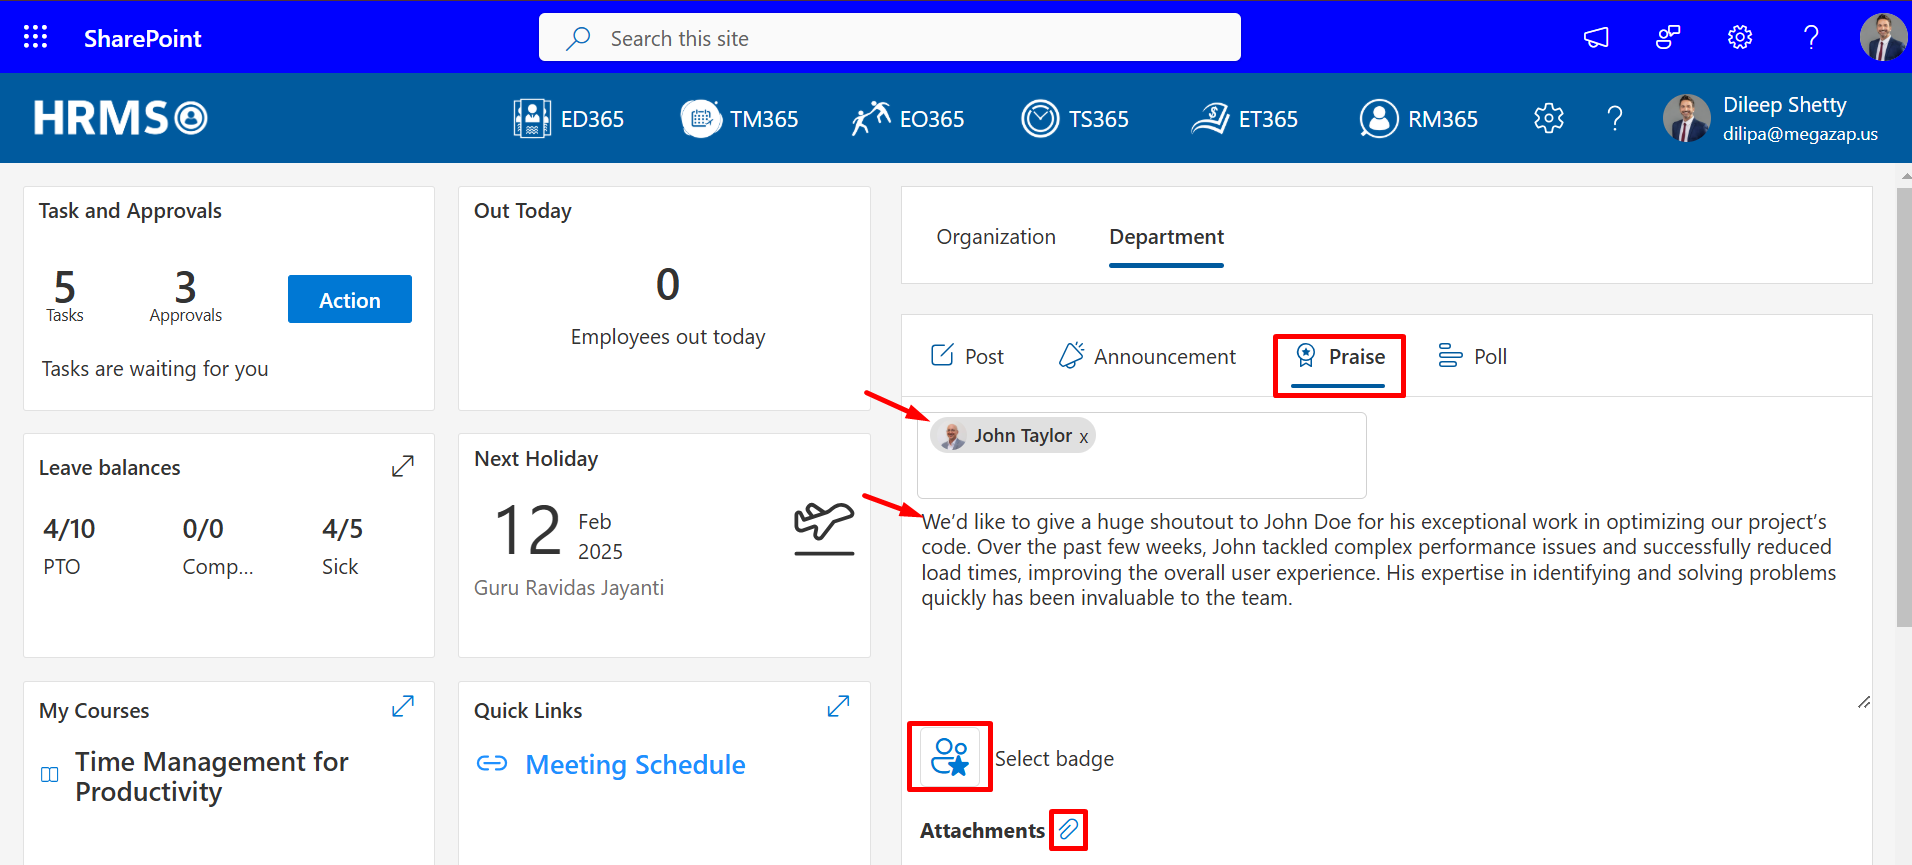 SharePoint
Search this site
?
HRMS
ED365
TM365
EO365
TS365
ET365
RM365
?
Dileep Shetty
dilipa@megazap.us
Task and Approvals
5
Tasks
3
Approvals
Action
Tasks are waiting for you
Out Today
0
Employees out today
Leave balances
4/10
PTO
0/0
Comp...
4/5
Sick
Next Holiday
12
Feb
2025
Guru Ravidas Jayanti
My Courses
Time Management for
Productivity
Quick Links
Meeting Schedule
Organization
Department
Post
Announcement
Praise
Poll
John Taylor x
We’d like to give a huge shoutout to John Doe for his exceptional work in optimizing our project’s
code. Over the past few weeks, John tackled complex performance issues and successfully reduced
load times, improving the overall user experience. His expertise in identifying and solving problems
quickly has been invaluable to the team.
Select badge
Attachments